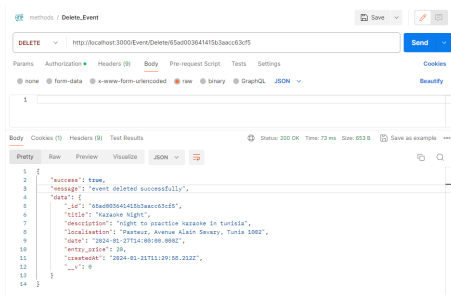 methods / Delete_Event
Save
DELETE http://localhost:3000/Event/Delete/65ad003641415b3aacc63cf5 Send
Params Authorization Headers (9) Body Pre-request Script Tests Settings Cookies
none form-data x-www-form-urlencoded raw binary GraphQL JSON Beautify
1
Body Cookies (1) Headers (9) Test Results Status: 200 OK Time: 73 ms Size: 653 B Save as example
Pretty Raw Preview Visualize JSON
1 {
2 "success": true,
3 "message": "event deleted successfully",
4 "data": {
5 "_id": "65ad003641415b3aacc63cf5",
6 "title": "Karaoke Night",
7 "description": "night to practice karaoke in tunisia",
8 "localisation": "Pasteur, Avenue Alain Savary, Tunis 1002",
9 "date": "2024-01-27T14:00:00.000Z",
10 "entry_price": 20,
11 "createdAt": "2024-01-21T11:29:58.212Z",
12 "__v": 0
13 }
14 }